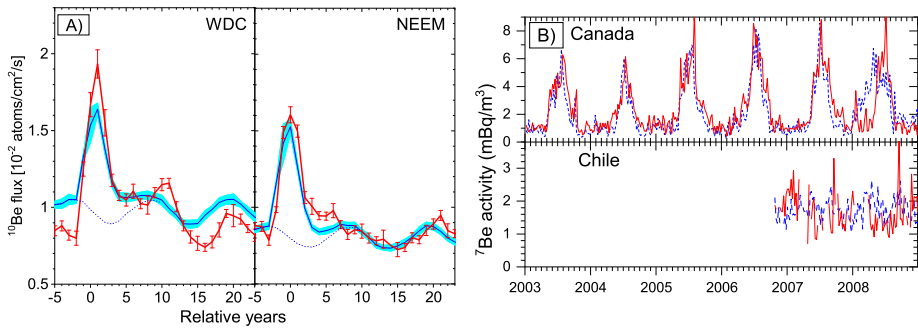 A)
WDC
NEEM
¹⁰Be flux [10⁻² atoms/cm²/s]
2
1.5
1
0.5
-5 0 5 10 15 20 -5 0 5 10 15 20
Relative years
B)
Canada
8
6
4
2
0
Chile
3
2
1
0
⁷Be activity (mBq/m³)
2003 2004 2005 2006 2007 2008